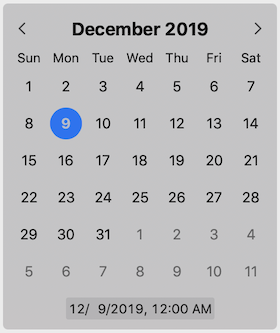 December 2019
Sun Mon Tue Wed Thu Fri Sat
1 2 3 4 5 6 7
8 9 10 11 12 13 14
15 16 17 18 19 20 21
22 23 24 25 26 27 28
29 30 31 1 2 3 4
5 6 7 8 9 10 11
12/ 9/2019, 12:00 AM